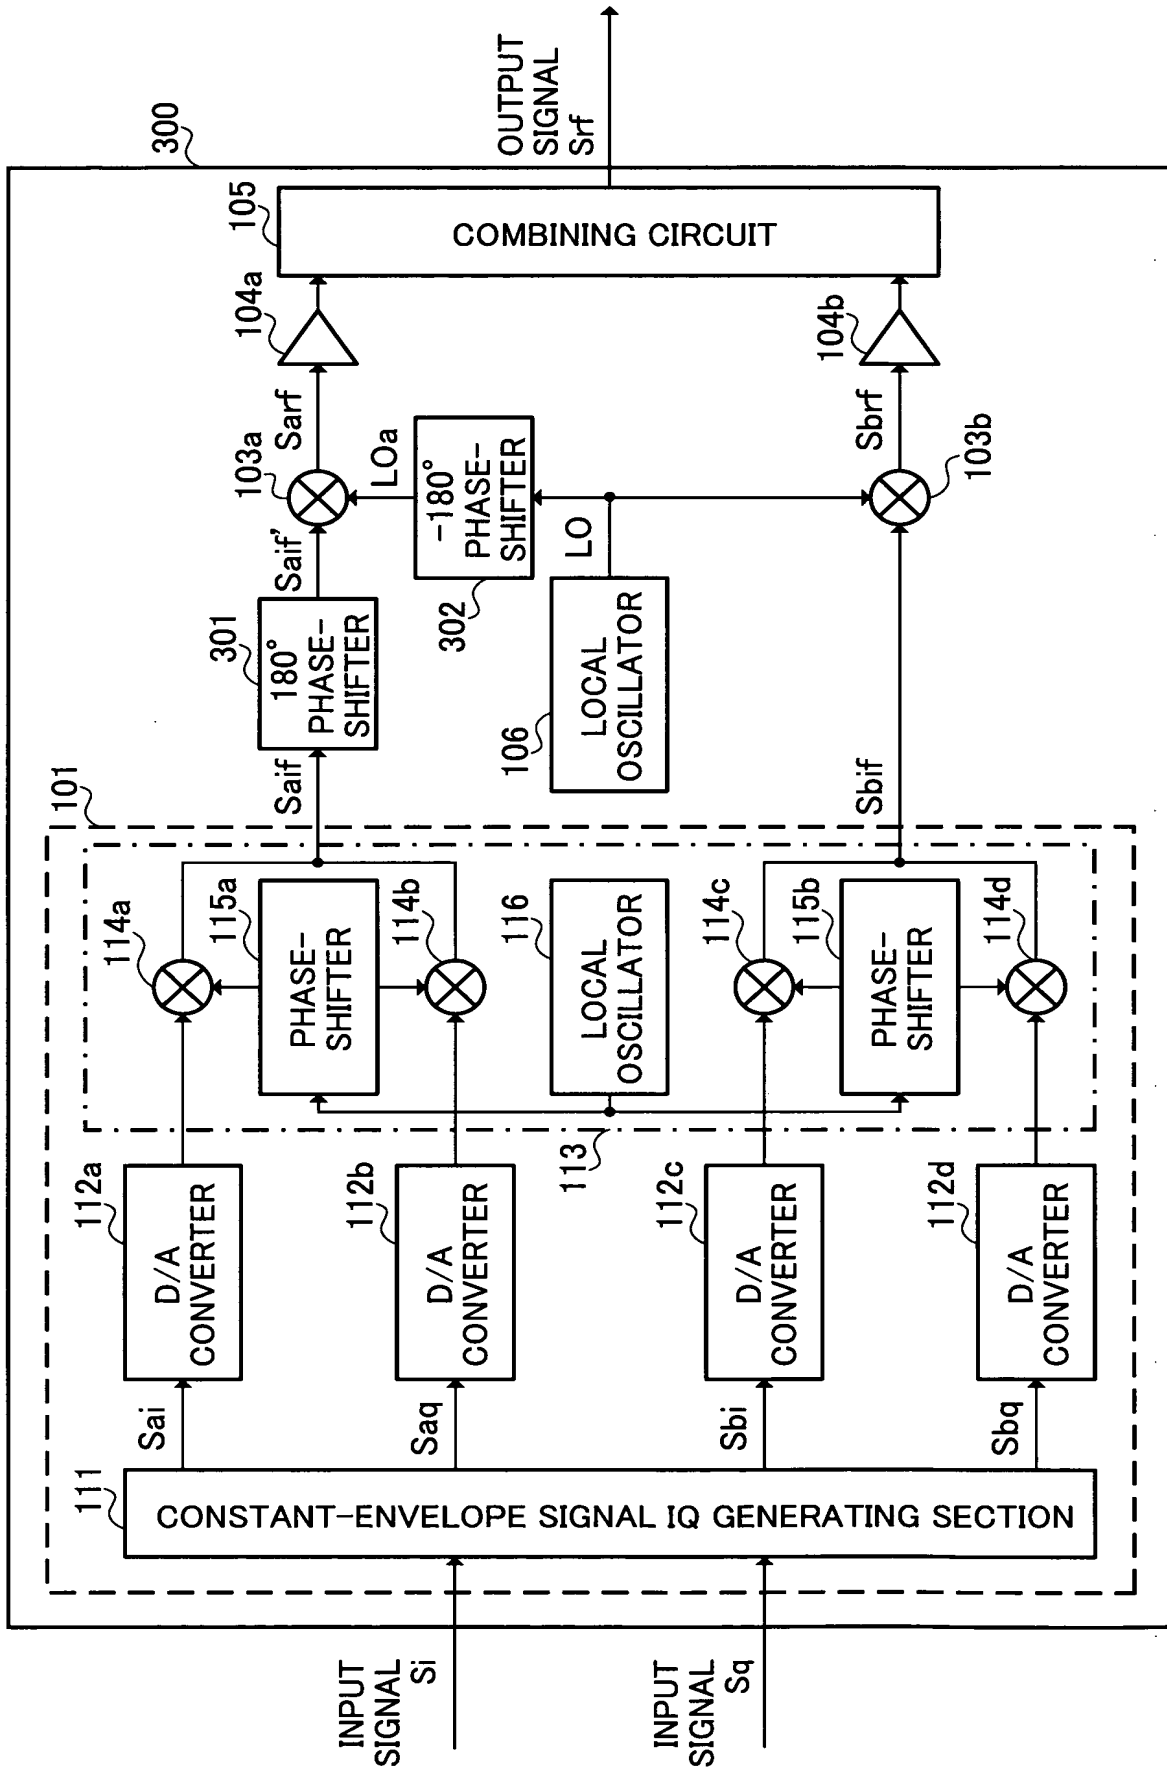 300
INPUT
SIGNAL
Si
INPUT
SIGNAL
Sq
101
111
CONSTANT-ENVELOPE SIGNAL IQ GENERATING SECTION
Sai
Saq
Sbi
Sbq
112a
D/A
CONVERTER
112b
D/A
CONVERTER
112c
D/A
CONVERTER
112d
D/A
CONVERTER
113
114a
115a
PHASE-
SHIFTER
114b
116
LOCAL
OSCILLATOR
114c
115b
PHASE-
SHIFTER
114d
Saif
Sbif
301
180°
PHASE-
SHIFTER
Saif'
106
LOCAL
OSCILLATOR
LO
302
-180°
PHASE-
SHIFTER
LOa
103a
103b
Sarf
Sbrf
104a
104b
105
COMBINING CIRCUIT
OUTPUT
SIGNAL
Srf